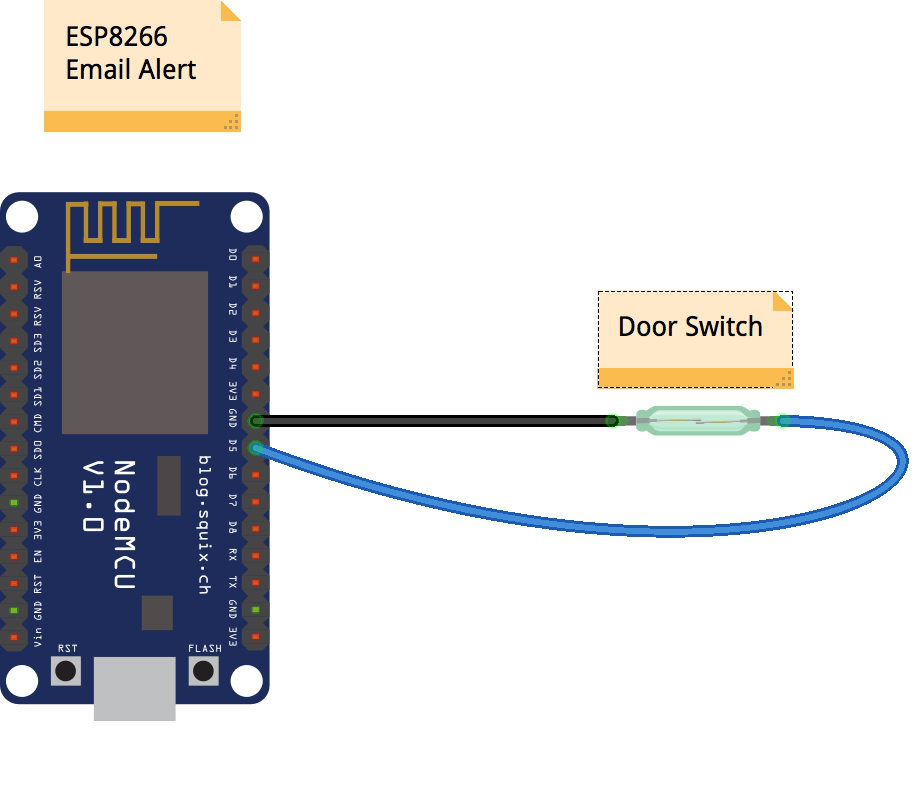 ESP8266
Email Alert
Door Switch
A0
RSV
RSV
SD3
SD2
SD1
CMD
SD0
CLK
GND
3V3
EN
RST
GND
Vin
D0
D1
D2
D3
D4
3V3
GND
D5
D6
D7
D8
RX
TX
GND
3V3
NodeMCU
V1.0
blog.squix.ch
RST
FLASH